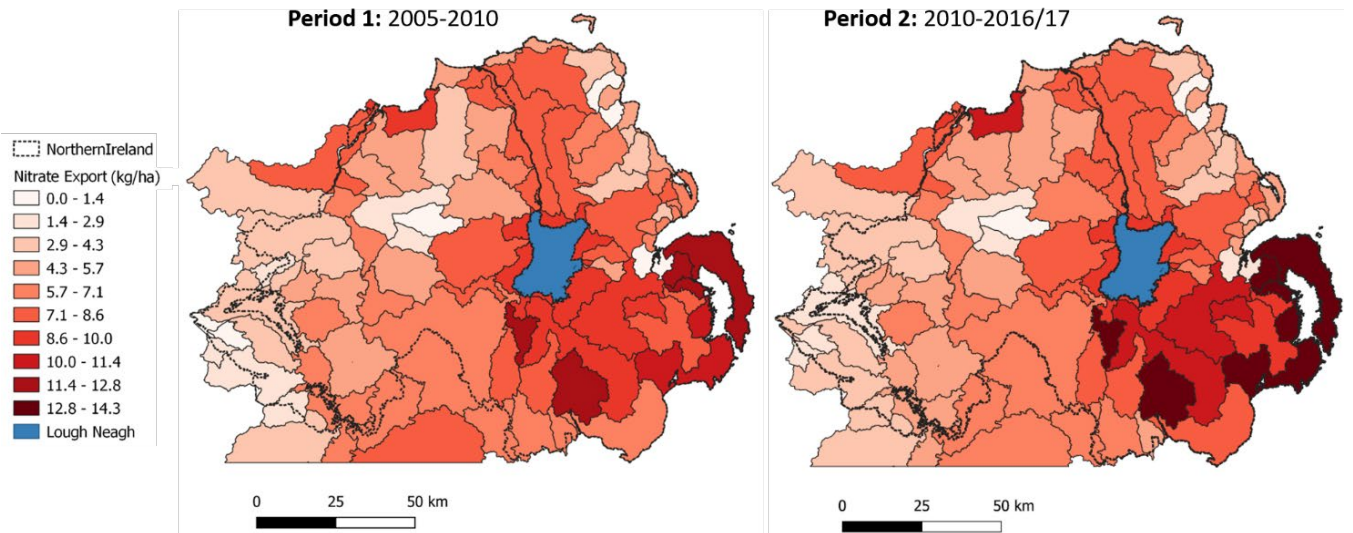 Period 1: 2005-2010
Period 2: 2010-2016/17
NorthernIreland
Nitrate Export (kg/ha)
0.0 - 1.4
1.4 - 2.9
2.9 - 4.3
4.3 - 5.7
5.7 - 7.1
7.1 - 8.6
8.6 - 10.0
10.0 - 11.4
11.4 - 12.8
12.8 - 14.3
Lough Neagh
0 25 50 km
0 25 50 km